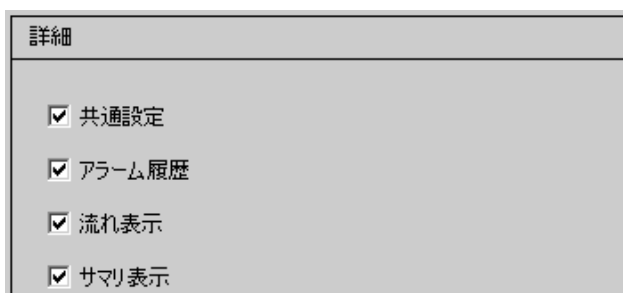 詳細
共通設定
アラーム履歴
流れ表示
サマリ表示